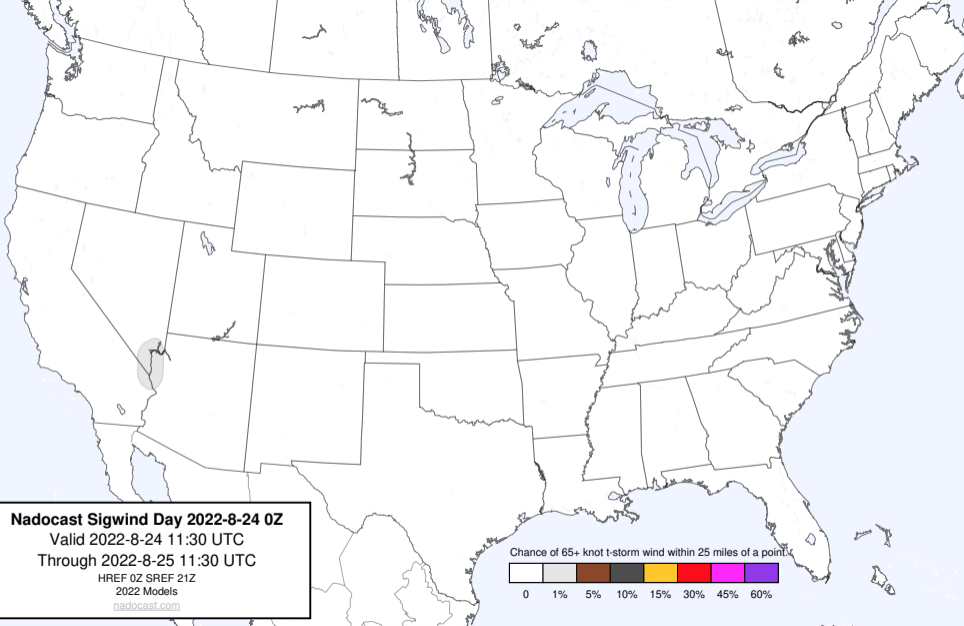 Nadocast Sigwind Day 2022-8-24 0Z
Valid 2022-8-24 11:30 UTC
Through 2022-8-25 11:30 UTC
HREF 0Z SREF 21Z
2022 Models
nadocast.com
Chance of 65+ knot t-storm wind within 25 miles of a point.
0 1% 5% 10% 15% 30% 45% 60%